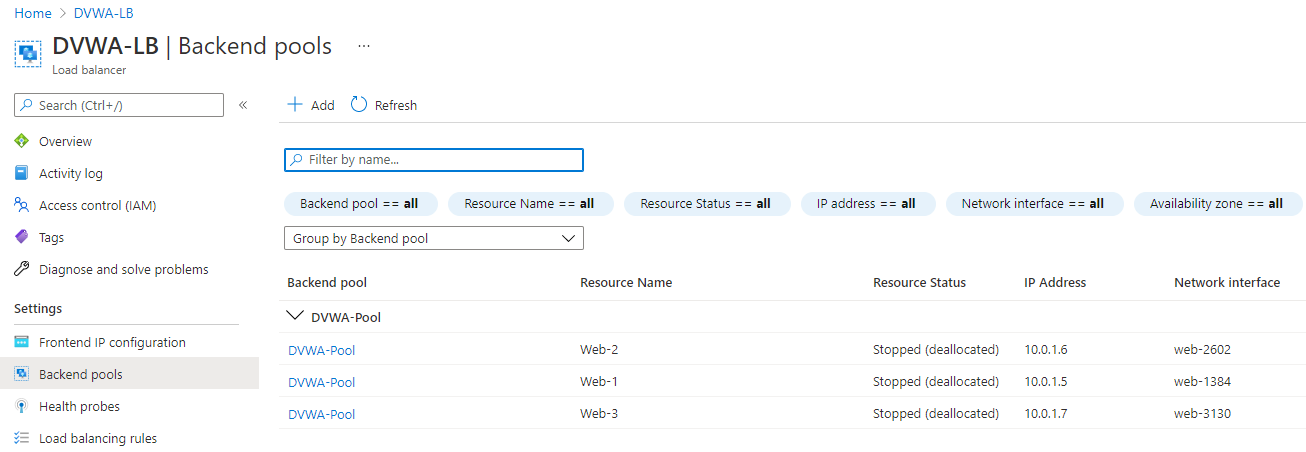 Home > DVWA-LB
DVWA-LB | Backend pools ...
Load balancer
Search (Ctrl+/) «
Overview
Activity log
Access control (IAM)
Tags
Diagnose and solve problems
Settings
Frontend IP configuration
Backend pools
Health probes
Load balancing rules
+ Add Refresh
Filter by name...
Backend pool == all Resource Name == all Resource Status == all IP address == all Network interface == all Availability zone == all
Group by Backend pool
Backend pool Resource Name Resource Status IP Address Network interface
DVWA-Pool
DVWA-Pool Web-2 Stopped (deallocated) 10.0.1.6 web-2602
DVWA-Pool Web-1 Stopped (deallocated) 10.0.1.5 web-1384
DVWA-Pool Web-3 Stopped (deallocated) 10.0.1.7 web-3130